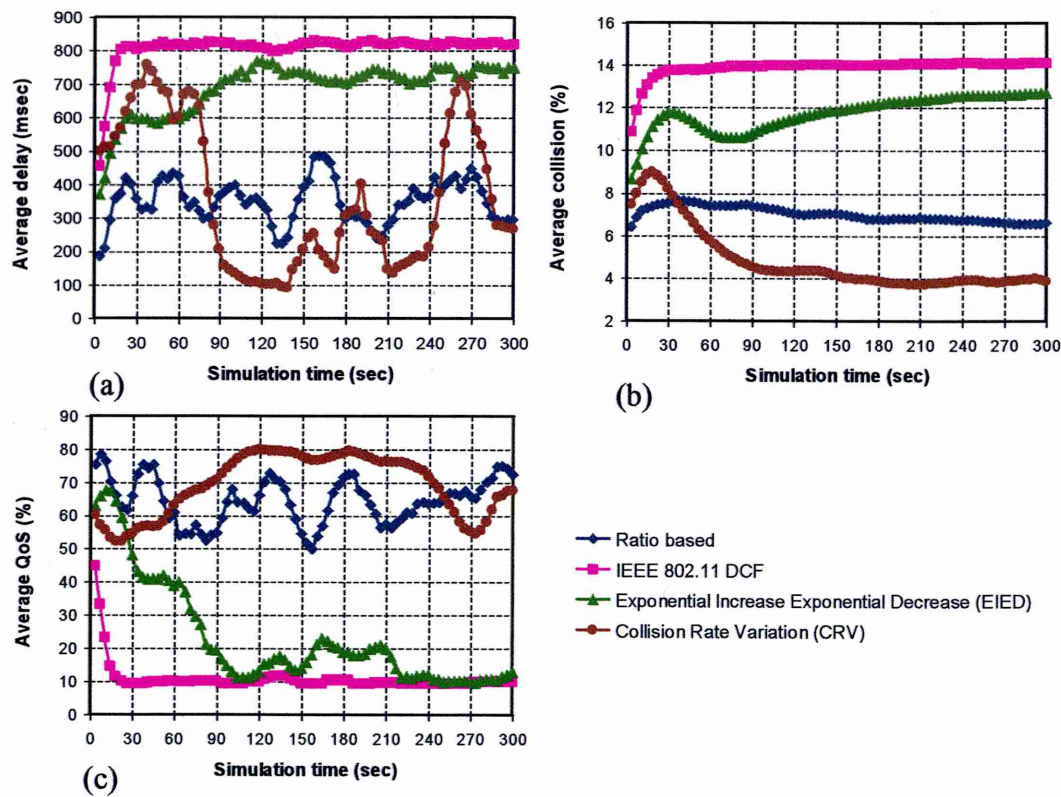 900
800
700
600
500
400
300
200
100
0
Average delay (msec)
0 30 60 90 120 150 180 210 240 270 300
Simulation time (sec)
(a)
16
14
12
10
8
6
4
2
Average collision (%)
0 30 60 90 120 150 180 210 240 270 300
Simulation time (sec)
(b)
90
80
70
60
50
40
30
20
10
0
Average QoS (%)
0 30 60 90 120 150 180 210 240 270 300
Simulation time (sec)
(c)
Ratio based
IEEE 802.11 DCF
Exponential Increase Exponential Decrease (EIED)
Collision Rate Variation (CRV)